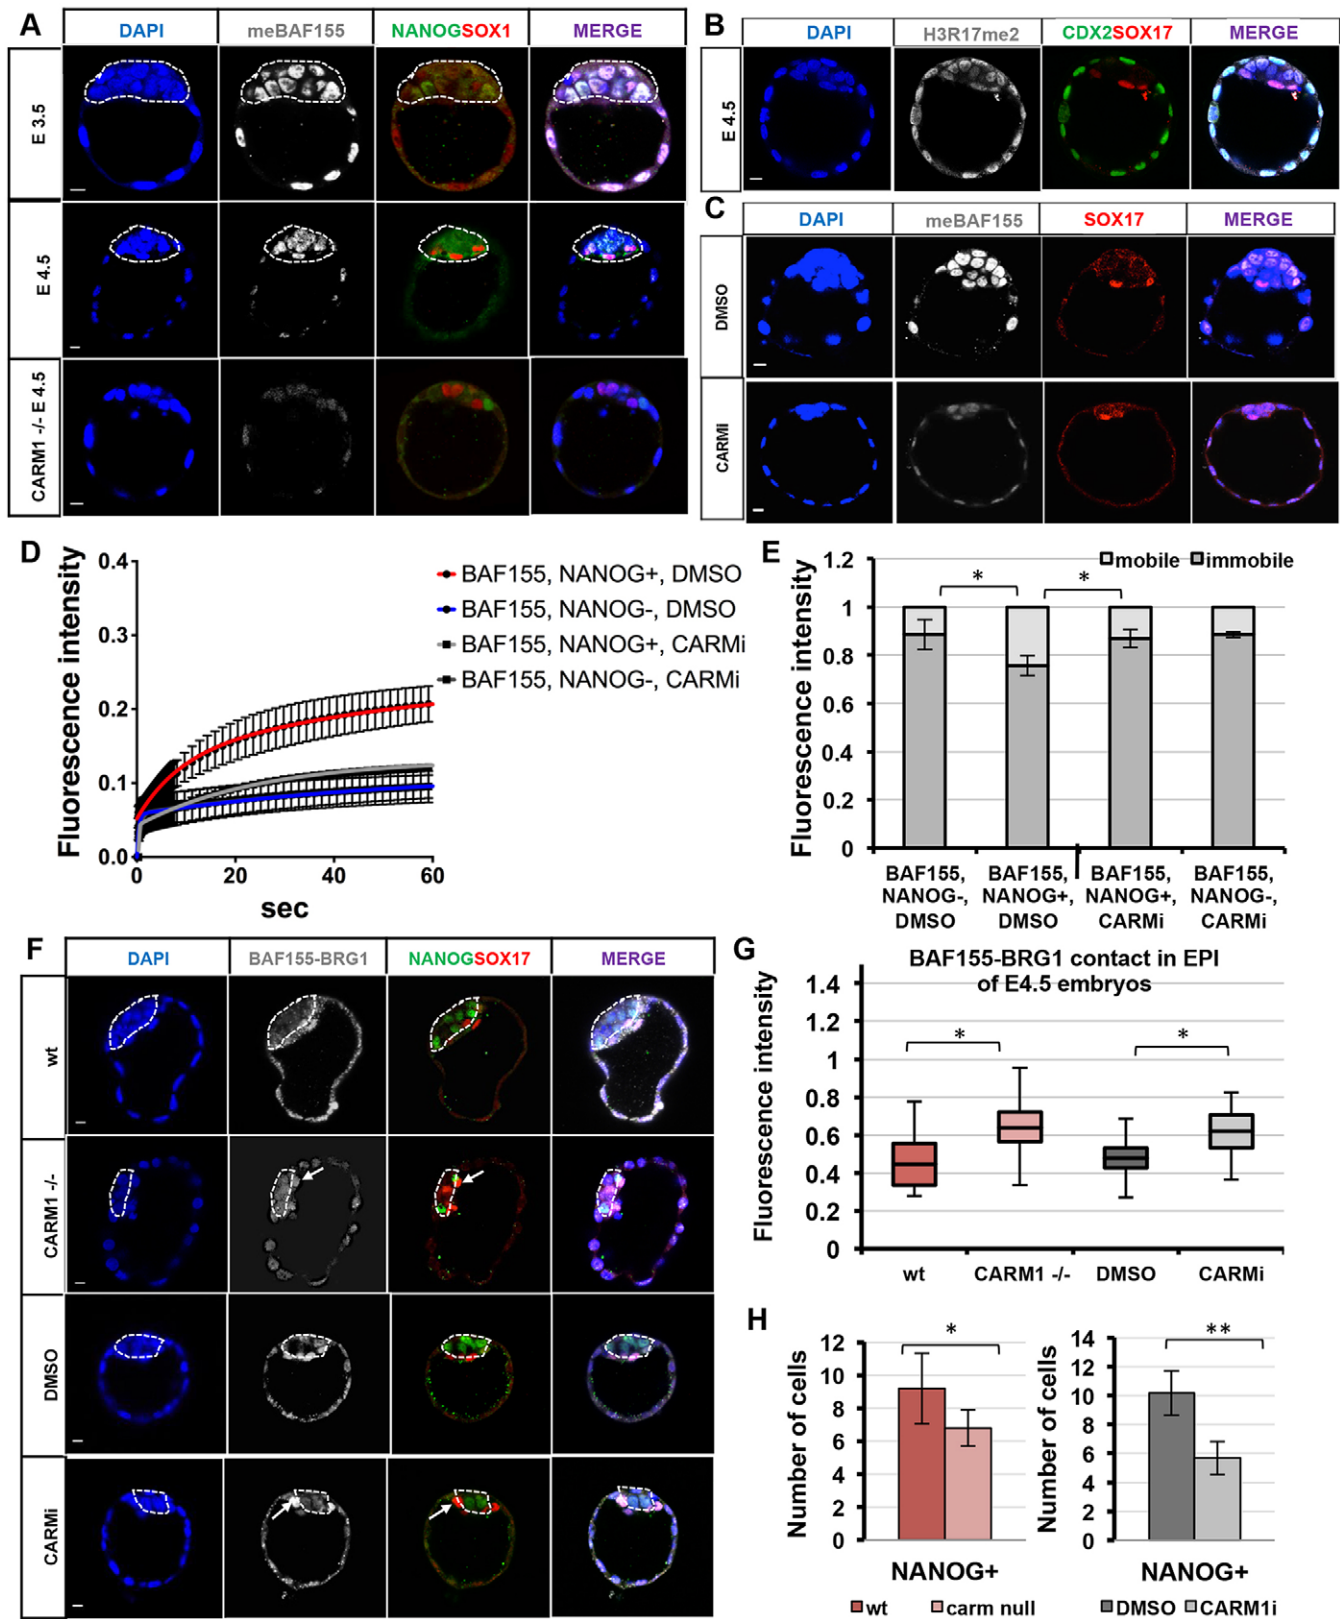 A
DAPI
meBAF155
NANOGSOX1
MERGE
E 3.5
E 4.5
CARM1 -/- E 4.5
B
DAPI
H3R17me2
CDX2SOX17
MERGE
E 4.5
C
DAPI
meBAF155
SOX17
MERGE
DMSO
CARMi
D
Fluorescence intensity
0.4
0.3
0.2
0.1
0.0
0
20
40
60
sec
BAF155, NANOG+, DMSO
BAF155, NANOG-, DMSO
BAF155, NANOG+, CARMi
BAF155, NANOG-, CARMi
E
Fluorescence intensity
1.2
1
0.8
0.6
0.4
0.2
0
mobile
immobile
*
*
BAF155, NANOG-, DMSO
BAF155, NANOG+, DMSO
BAF155, NANOG+, CARMi
BAF155, NANOG-, CARMi
F
DAPI
BAF155-BRG1
NANOGSOX17
MERGE
wt
CARM1 -/-
DMSO
CARMi
G
BAF155-BRG1 contact in EPI
of E4.5 embryos
Fluorescence intensity
1.4
1.2
1
0.8
0.6
0.4
0.2
0
*
*
wt
CARM1 -/-
DMSO
CARMi
H
Number of cells
12
10
8
6
4
2
0
*
NANOG+
wt
carm null
Number of cells
14
12
10
8
6
4
2
0
**
NANOG+
DMSO
CARM1i